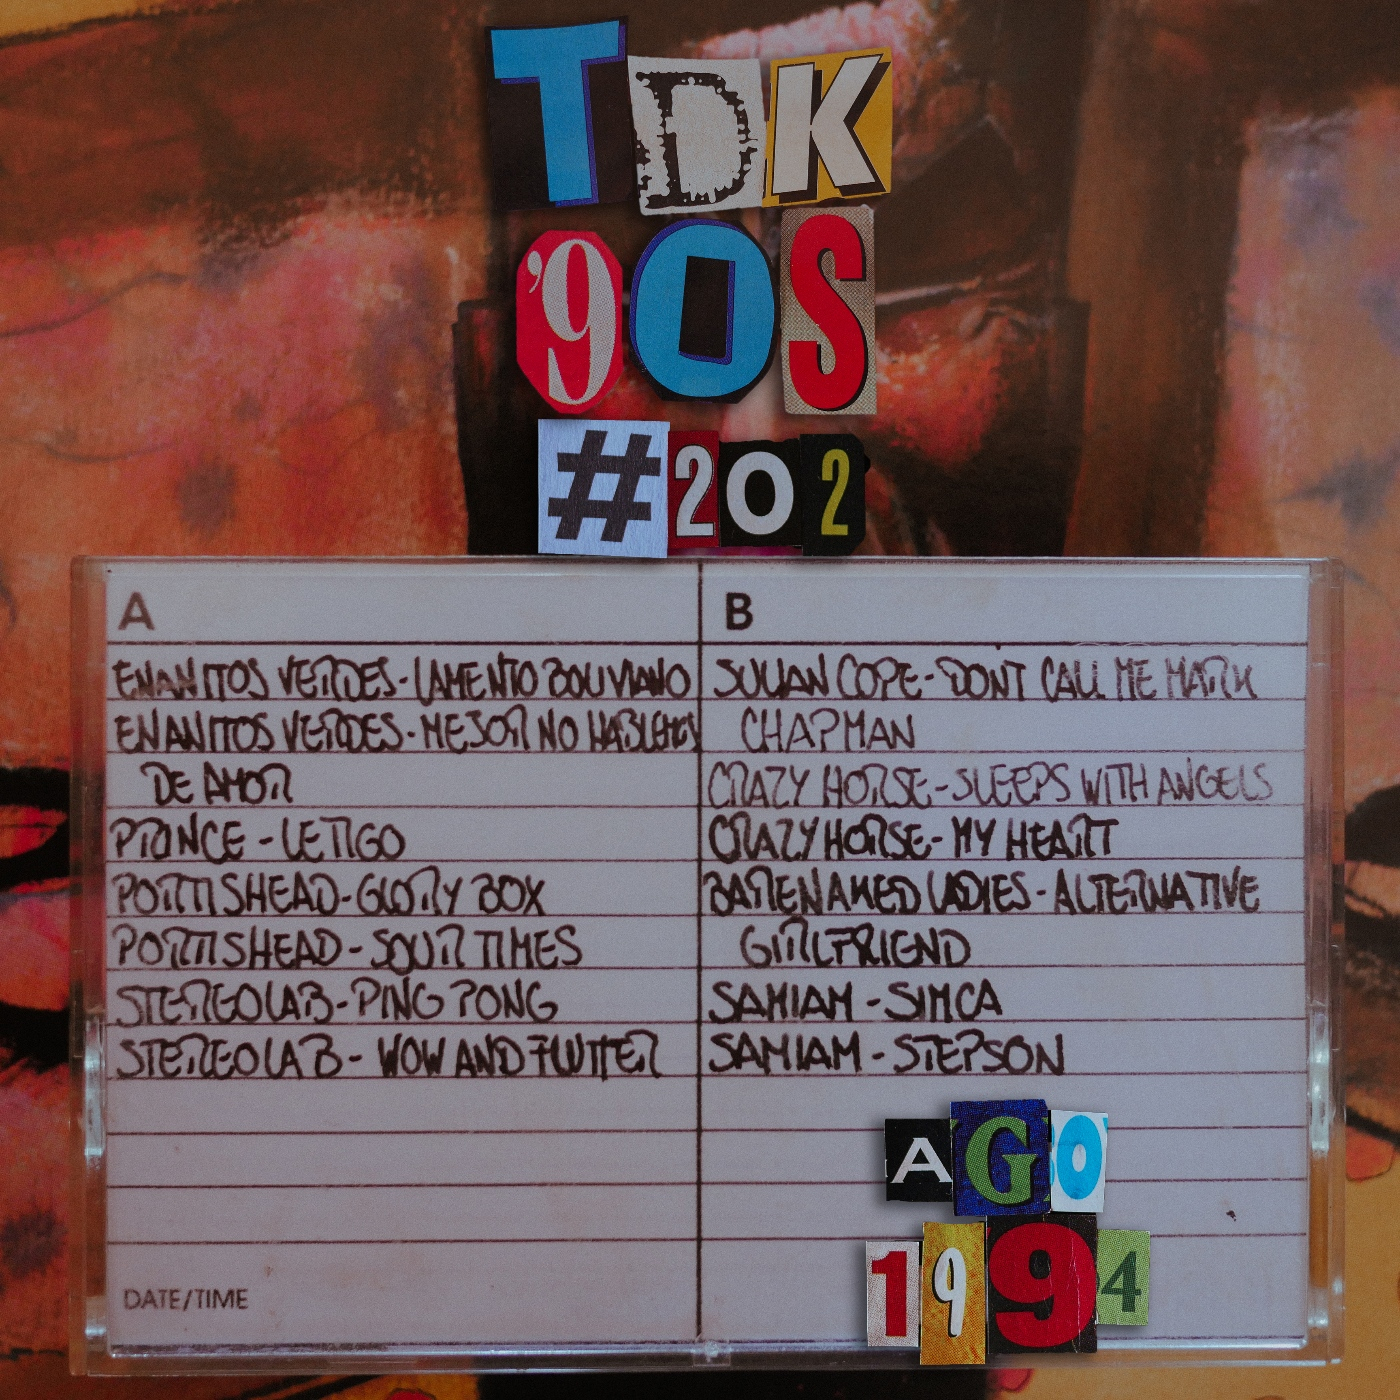 TDK
'90S
#202
A
ENANITOS VERDES - LAMENTO BOLIVIANO
ENANITOS VERDES - MEJOR NO HABLEMOS
DE AMOR
PRINCE - LETITGO
PORTISHEAD - GLORY BOX
PORTISHEAD - SOUR TIMES
STEREOLAB - PING PONG
STEREOLAB - WOW AND FLUTTER
DATE/TIME
B
JULIAN COPE - DONT CALL ME MARK
CHAPMAN
CRAZY HORSE - SLEEPS WITH ANGELS
CRAZY HORSE - MY HEART
BARENAKED LADIES - ALTERNATIVE
GIRLFRIEND
SAMIAM - SIMCA
SAMIAM - STEPSON
AGO
1994